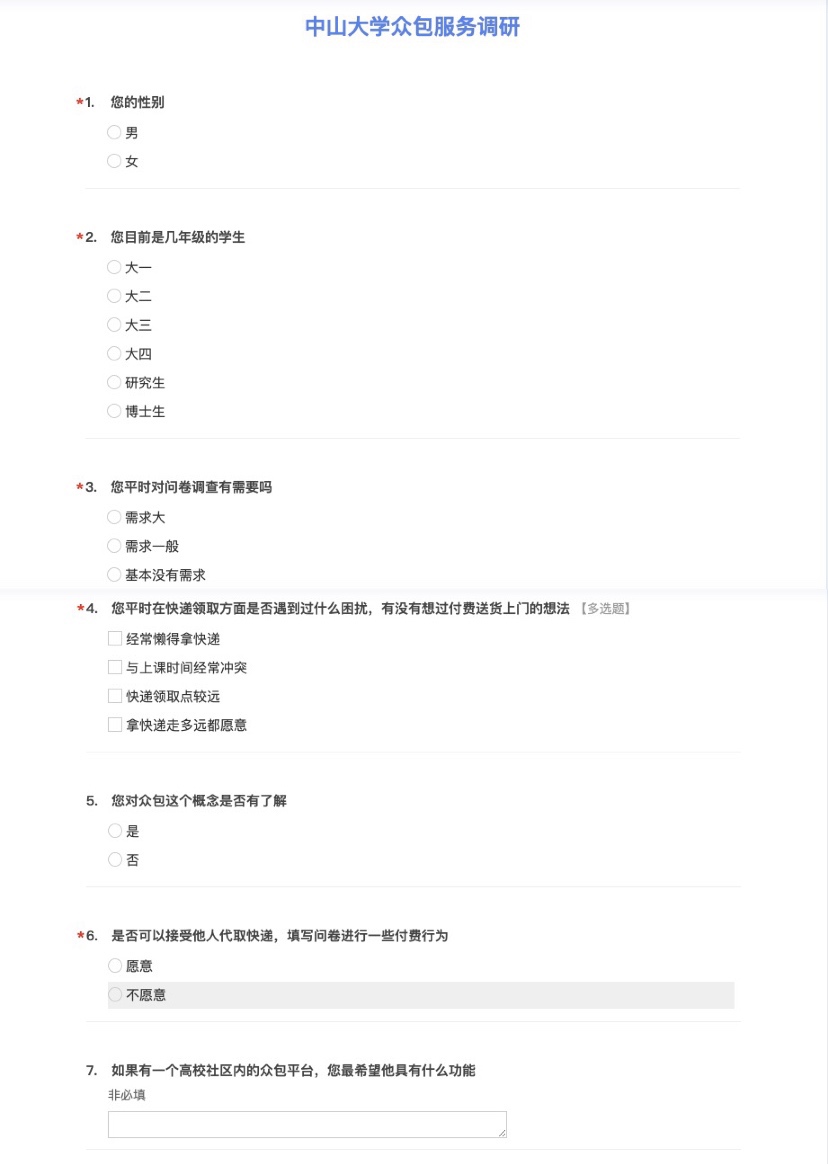 中山大学众包服务调研
*1. 您的性别
男
女
*2. 您目前是几年级的学生
大一
大二
大三
大四
研究生
博士生
*3. 您平时对问卷调查有需要吗
需求大
需求一般
基本没有需求
*4. 您平时在快递领取方面是否遇到过什么困扰，有没有想过付费送货上门的想法 【多选题】
经常懒得拿快递
与上课时间经常冲突
快递领取点较远
拿快递走多远都愿意
5. 您对众包这个概念是否有了解
是
否
*6. 是否可以接受他人代取快递，填写问卷进行一些付费行为
愿意
不愿意
7. 如果有一个高校社区内的众包平台，您最希望他具有什么功能
非必填